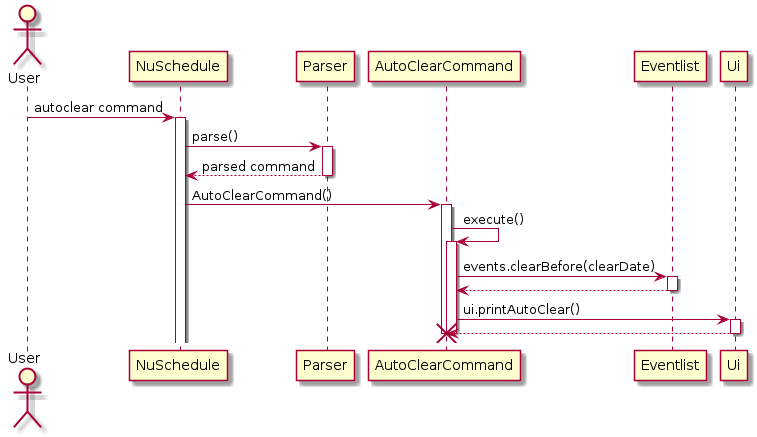 User
NuSchedule
Parser
AutoClearCommand
Eventlist
Ui
autoclear command
parse()
parsed command
AutoClearCommand()
execute()
events.clearBefore(clearDate)
ui.printAutoClear()
User
NuSchedule
Parser
AutoClearCommand
Eventlist
Ui